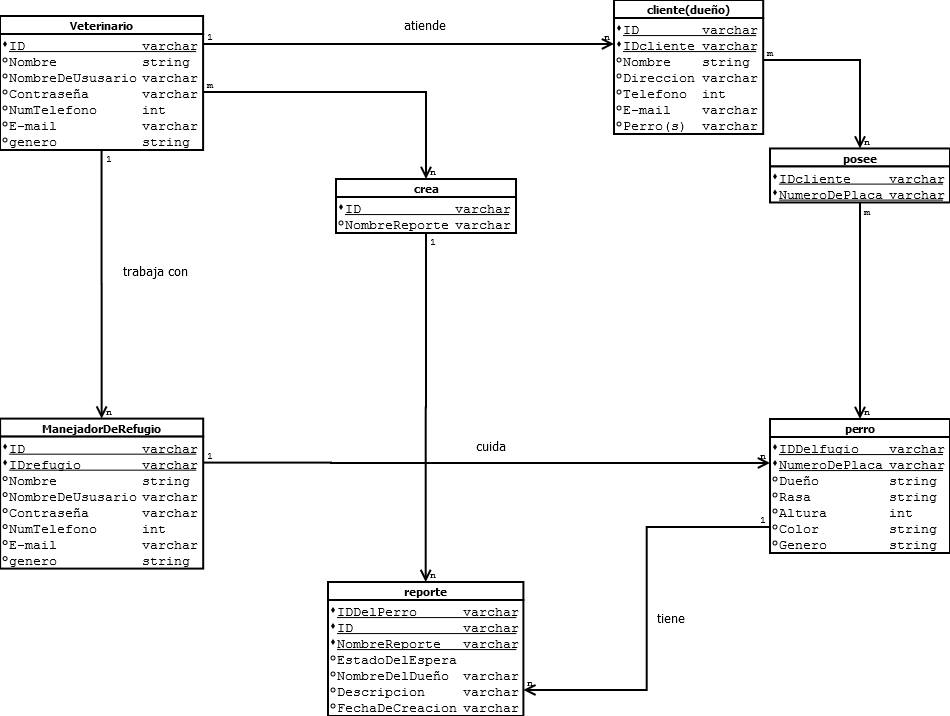 Veterinario
ID varchar
Nombre string
NombreDeUsusario varchar
Contraseña varchar
NumTelefono int
E-mail varchar
genero string
1
atiende
n
cliente(dueño)
ID varchar
IDcliente varchar
Nombre string
Direccion varchar
Telefono int
E-mail varchar
Perro(s) varchar
m
n
m
n
posee
IDcliente varchar
NumeroDePlaca varchar
m
n
crea
ID varchar
NombreReporte varchar
1
n
1
trabaja con
n
ManejadorDeRefugio
ID varchar
IDrefugio varchar
Nombre string
NombreDeUsusario varchar
Contraseña varchar
NumTelefono int
E-mail varchar
genero string
1
cuida
n
perro
IDDelfugio varchar
NumeroDePlaca varchar
Dueño string
Rasa string
Altura int
Color string
Genero string
1
tiene
n
reporte
IDDelPerro varchar
ID varchar
NombreReporte varchar
EstadoDelEspera
NombreDelDueño varchar
Descripcion varchar
FechaDeCreacion varchar